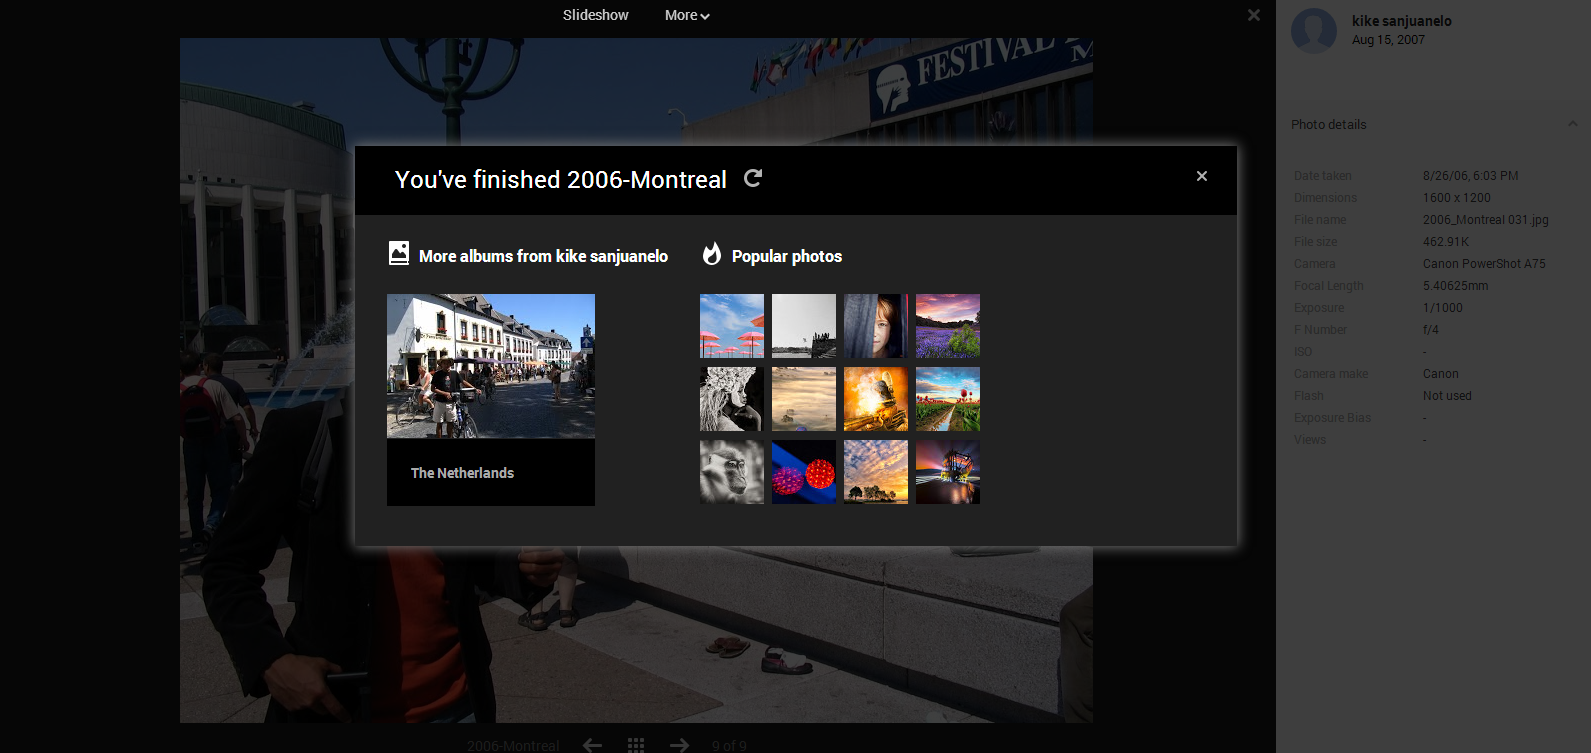 Slideshow More
kike sanjuanelo
Aug 15, 2007
FESTIVAL
M
Photo details
You've finished 2006-Montreal
More albums from kike sanjuanelo
Popular photos
The Netherlands
Date taken 8/26/06, 6:03 PM
Dimensions 1600 x 1200
File name 2006_Montreal 031.jpg
File size 462.91K
Camera Canon PowerShot A75
Focal Length 5.40625mm
Exposure 1/1000
F Number f/4
ISO -
Camera make Canon
Flash Not used
Exposure Bias -
Views -
2006-Montreal 9 of 9